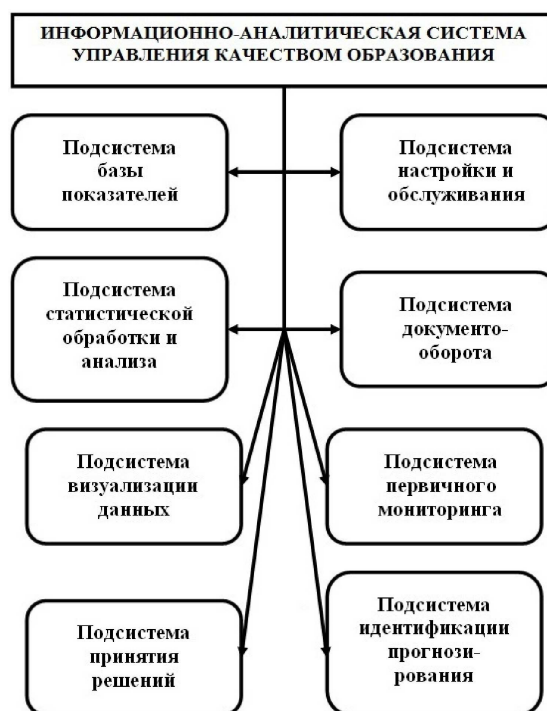 ИНФОРМАЦИОННО-АНАЛИТИЧЕСКАЯ СИСТЕМА
УПРАВЛЕНИЯ КАЧЕСТВОМ ОБРАЗОВАНИЯ
Подсистема
базы
показателей
Подсистема
настройки и
обслуживания
Подсистема
статистической
обработки и
анализа
Подсистема
документо-
оборота
Подсистема
визуализации
данных
Подсистема
первичного
мониторинга
Подсистема
принятия
решений
Подсистема
идентификации
прогнози-
рования